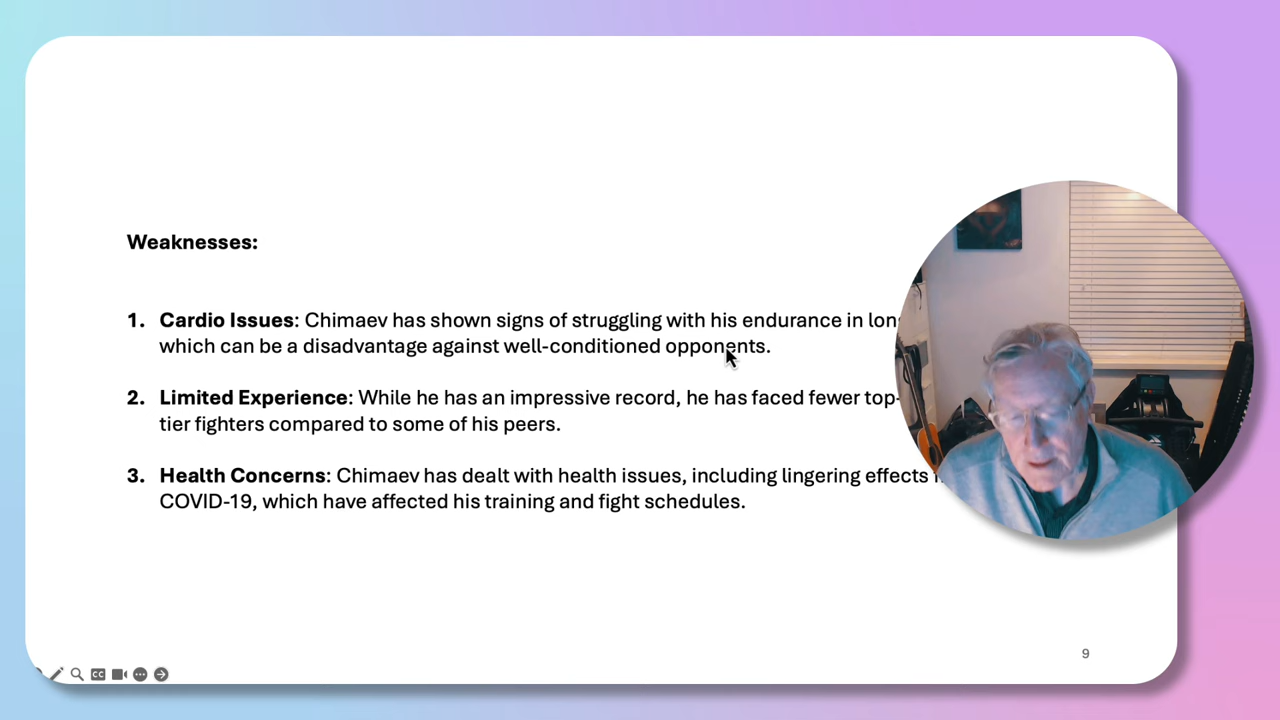 Weaknesses:
1. Cardio Issues: Chimaev has shown signs of struggling with his endurance in
which can be a disadvantage against well-conditioned opponents.
2. Limited Experience: While he has an impressive record, he has faced fewer top-
tier fighters compared to some of his peers.
3. Health Concerns: Chimaev has dealt with health issues, including lingering effects
COVID-19, which have affected his training and fight schedules.
9
CC